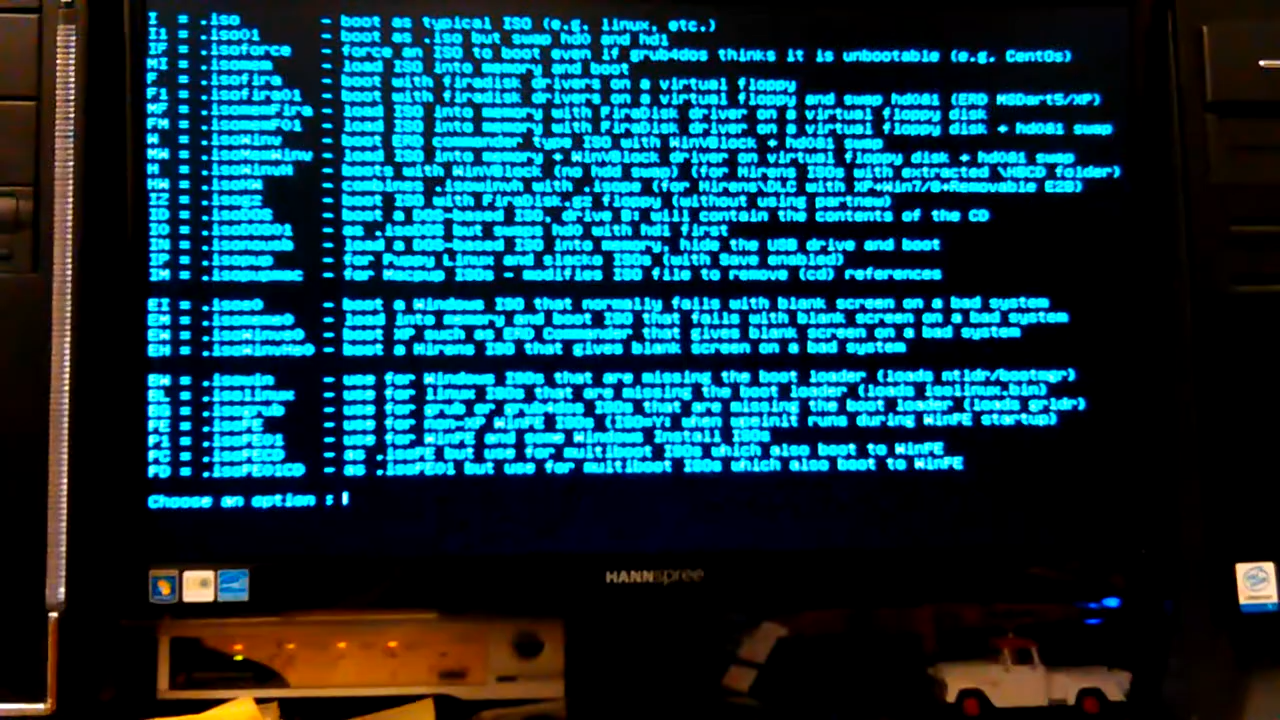 I = .iso - boot as typical ISO (e.g. linux, etc.)
I1 = .iso01 - boot as .iso but swap hd0 and hd1
IF = .isoforce - force an ISO to boot even if grub4dos thinks it is unbootable (e.g. CentOs)
MI = .isomem - load ISO into memory and boot
F = .isofira - boot with firadisk drivers on a virtual floppy
F1 = .isofira01 - boot with firadisk drivers on a virtual floppy and swap hd0&1 (ERD MSDart5/XP)
MF = .isomemFira - load ISO into memory with FiraDisk driver on a virtual floppy disk
FM = .isomemF01 - load ISO into memory with FiraDisk driver on a virtual floppy disk + hd0&1 swap
W = .isoWinv - boot ERD commander type ISO with WinVBlock + hd0&1 swap
MW = .isoMemWinv - load ISO into memory + WinVBlock driver on virtual floppy disk + hd0&1 swap
H = .isoWinvH - boots with WinVBlock (no hdd swap) (for Hirens ISOs with extracted \HBCD folder)
HW = .isoHW - combines .isowinvh with .isope (for Hirens\DLC with XP+Win7/8+Removable E2B)
IZ = .isogz - boot ISO with FiraDisk.gz floppy (without using partnew)
ID = .isoDOS - boot a DOS-based ISO, drive 0: will contain the contents of the CD
IO = .isoDOS01 - as .isoDOS but swap hd0 with hd1 first
IN = - load a DOS-based ISO into memory, hide the USB drive and boot
IP = .isopup - for Puppy Linux and slacko ISOs (with Save enabled)
IM = - for Macpup ISOs - modifies ISO file to remove (cd) references
EI = .isoe0 - boot a Windows ISO that normally fails with blank screen on a bad system
EM = .isomeme0 - load into memory and boot ISO that fails with blank screen on a bad system
EW = .isoWinve0 - boot XP such as ERD Commander that gives blank screen on a bad system
EH = .isoWinvHe0 - boot a Hirens ISO that gives blank screen on a bad system
BW = .isowin - use for Windows ISOs that are missing the boot loader (loads ntldr/bootmgr)
BL = .isolinux - use for linux ISOs that are missing the boot loader (loads isolinux.bin)
BG = .isogrub - use for grub or grub4dos ISOs that are missing the boot loader (loads grldr)
PE = .isoPE - use for non-XP WinPE ISOs (ISO=Y: when wpeinit runs during WinPE startup)
P1 = .isoPE01 - use for WinPE and some Windows Install ISOs
PC = .isoPECD - as .isoPE but use for multiboot ISOs which also boot to WinPE
PD = .isoPE01CD - as .isoPE01 but use for multiboot ISOs which also boot to WinPE
Choose an option :
HANNspree